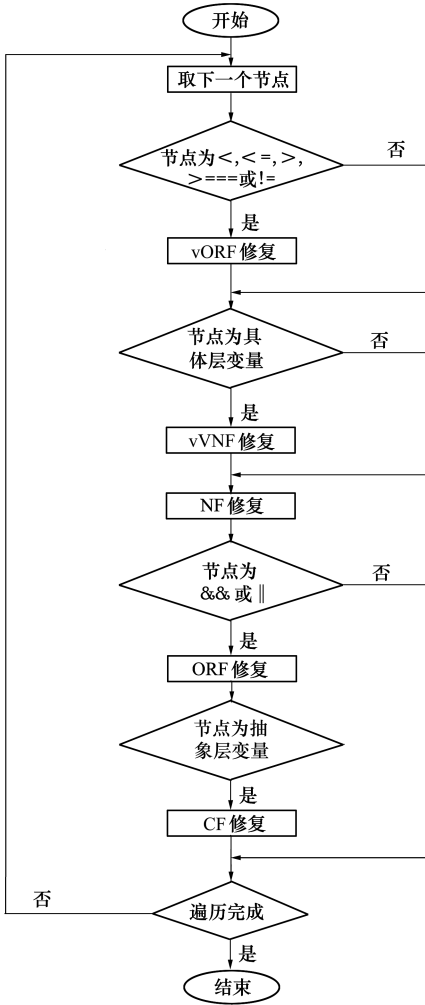 开始
取下一个节点
节点为<,<=,>,
>===或!=
否
是
vORF修复
节点为具
体层变量
否
是
vVNF修复
NF修复
节点为
&&或||
否
是
ORF修复
节点为抽
象层变量
是
CF修复
遍历完成
否
是
结束